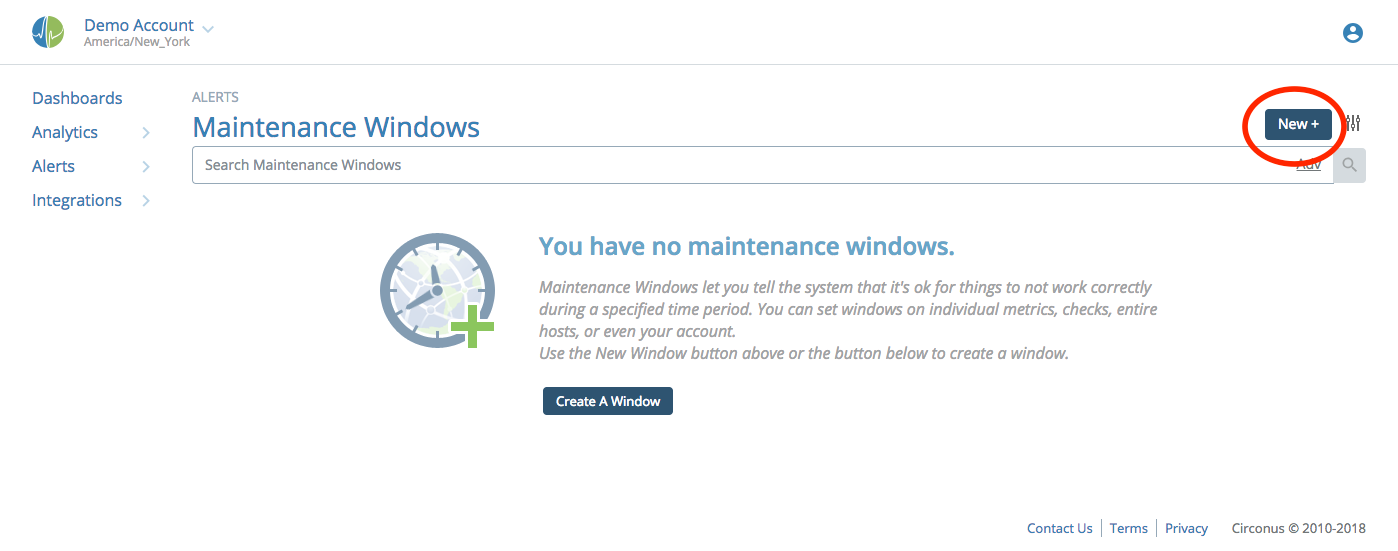 Demo Account
America/New_York
Dashboards
Analytics
Alerts
Integrations
ALERTS
Maintenance Windows
New +
Search Maintenance Windows
Adv
You have no maintenance windows.
Maintenance Windows let you tell the system that it's ok for things to not work correctly
during a specified time period. You can set windows on individual metrics, checks, entire
hosts, or even your account.
Use the New Window button above or the button below to create a window.
Create A Window
Contact Us Terms Privacy Circonus © 2010-2018